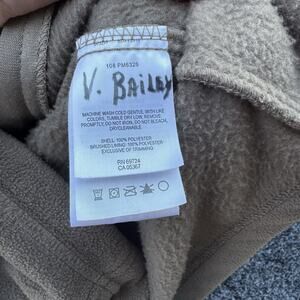 108 PM6326
V. BAILEY
MACHINE WASH COLD GENTLE, WITH LIKE
COLORS, TUMBLE DRY LOW, REMOVE
PROMPTLY, DO NOT IRON, DO NOT BLEACH,
DRYCLEANABLE.
SHELL: 100% POLYESTER
BRUSHED LINING: 100% POLYESTER
EXCLUSIVE OF TRIMMING
RN 69724
CA 05367